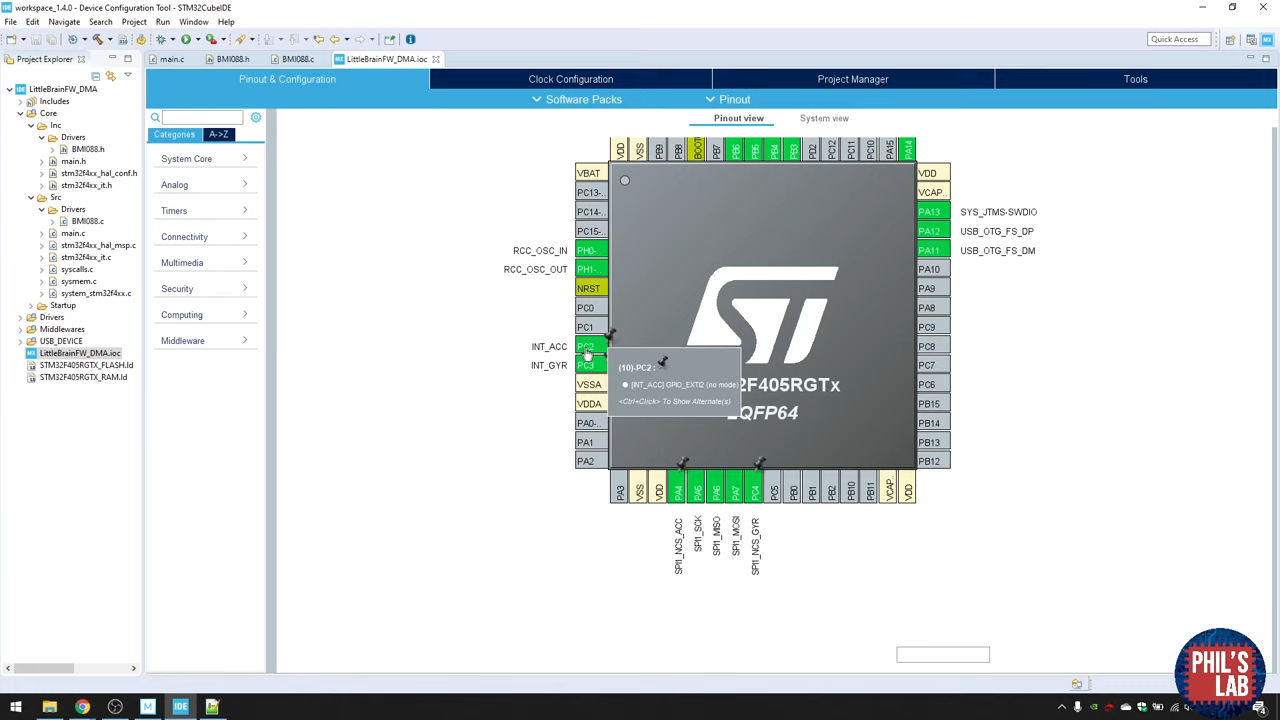 workspace_1.4.0 - Device Configuration Tool - STM32CubeIDE
File Edit Navigate Search Project Run Window Help
Quick Access
Project Explorer
main.c BMI088.h BMI088.c LittleBrainFW_DMA.ioc
Pinout & Configuration Clock Configuration Project Manager Tools
Software Packs Pinout
Pinout view System view
Categories A->Z
System Core
Analog
Timers
Connectivity
Multimedia
Security
Computing
Middleware
LittleBrainFW_DMA
Includes
Core
Inc
Drivers
BMI088.h
main.h
stm32f4xx_hal_conf.h
stm32f4xx_it.h
Src
Drivers
BMI088.c
main.c
stm32f4xx_hal_msp.c
stm32f4xx_it.c
syscalls.c
sysmem.c
system_stm32f4xx.c
Startup
Drivers
Middlewares
USB_DEVICE
LittleBrainFW_DMA.ioc
STM32F405RGTX_FLASH.ld
STM32F405RGTX_RAM.ld
VDD VSS PB9 PB8 BOOT PB7 PB6 PB5 PB4 PB3 PD2 PC12 PC11 PC10 PA15 PA14
VBAT
PC13-..
PC14-..
PC15-..
RCC_OSC_IN PH0-..
RCC_OSC_OUT PH1-..
NRST
PC0
PC1
INT_ACC PC2
INT_GYR PC3
VSSA
VDDA
PA0-..
PA1
PA2
(10)-PC2 :
[INT_ACC] GPIO_EXTI2 (no mode)
<Ctrl+Click> To Show Alternate(s)
ST
2F405RGTx
LQFP64
VDD
VCAP..
PA13 SYS_JTMS-SWDIO
PA12 USB_OTG_FS_DP
PA11 USB_OTG_FS_DM
PA10
PA9
PA8
PC9
PC8
PC7
PC6
PB15
PB14
PB13
PB12
PA3 VSS VDD PA4 PA5 PA6 PA7 PC4 PC5 PB0 PB1 PB2 PB10 PB11 VCAP.. VDD
SPI1_NCS_ACC SPI1_SCK SPI1_MISO SPI1_MOSI SPI1_NCS_GYR
PHIL'S
LAB